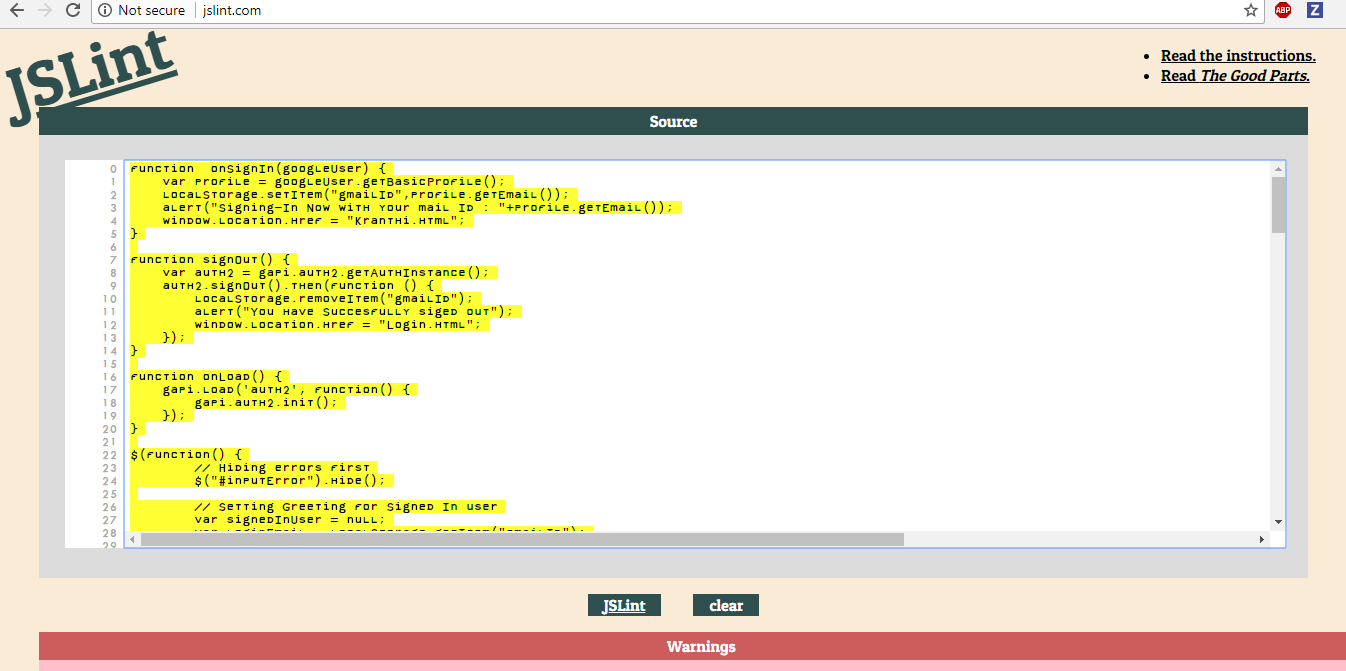 Not secure | jslint.com
ABP
Z
JSLint
Read the instructions.
Read The Good Parts.
Source
0 function  onSignIn(googleUser) {
1     var profile = googleUser.getBasicProfile();
2     localStorage.setItem("gmailID",profile.getEmail());
3     alert("Signing-In Now with your mail Id : "+profile.getEmail());
4     window.location.href = "Kranthi.html";
5 }
6
7 function signOut() {
8     var auth2 = gapi.auth2.getAuthInstance();
9     auth2.signOut().then(function () {
10         localStorage.removeItem("gmailID");
11         alert("You have succesfully siged out");
12         window.location.href = "Login.html";
13     });
14 }
15
16 function onLoad() {
17     gapi.load('auth2', function() {
18         gapi.auth2.init();
19     });
20 }
21
22 $(function() {
23         // Hiding errors first
24         $("#inputError").hide();
25
26         // Setting Greeting for Signed In user
27         var signedInUser = null;
28
29
JSLint
clear
Warnings